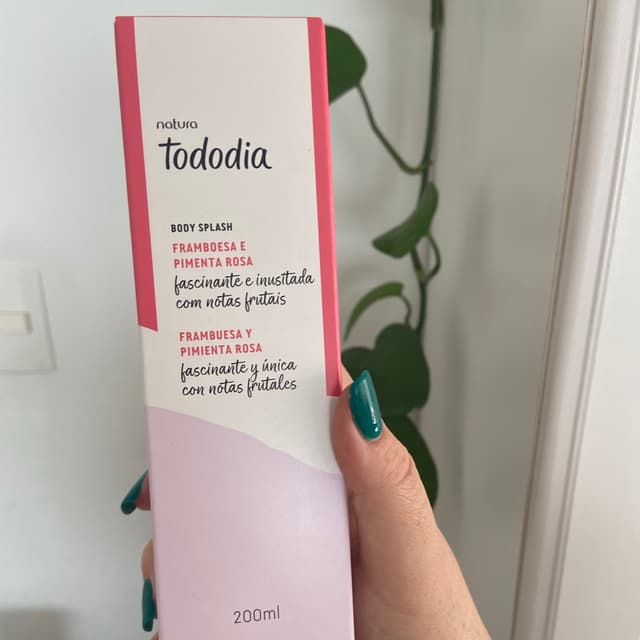 natura
Tododia
BODY SPLASH
FRAMBOESA E
PIMENTA ROSA
fascinante e inusitada
com notas frutais
FRAMBUESA Y
PIMIENTA ROSA
fascinante y única
con notas frutales
200ml